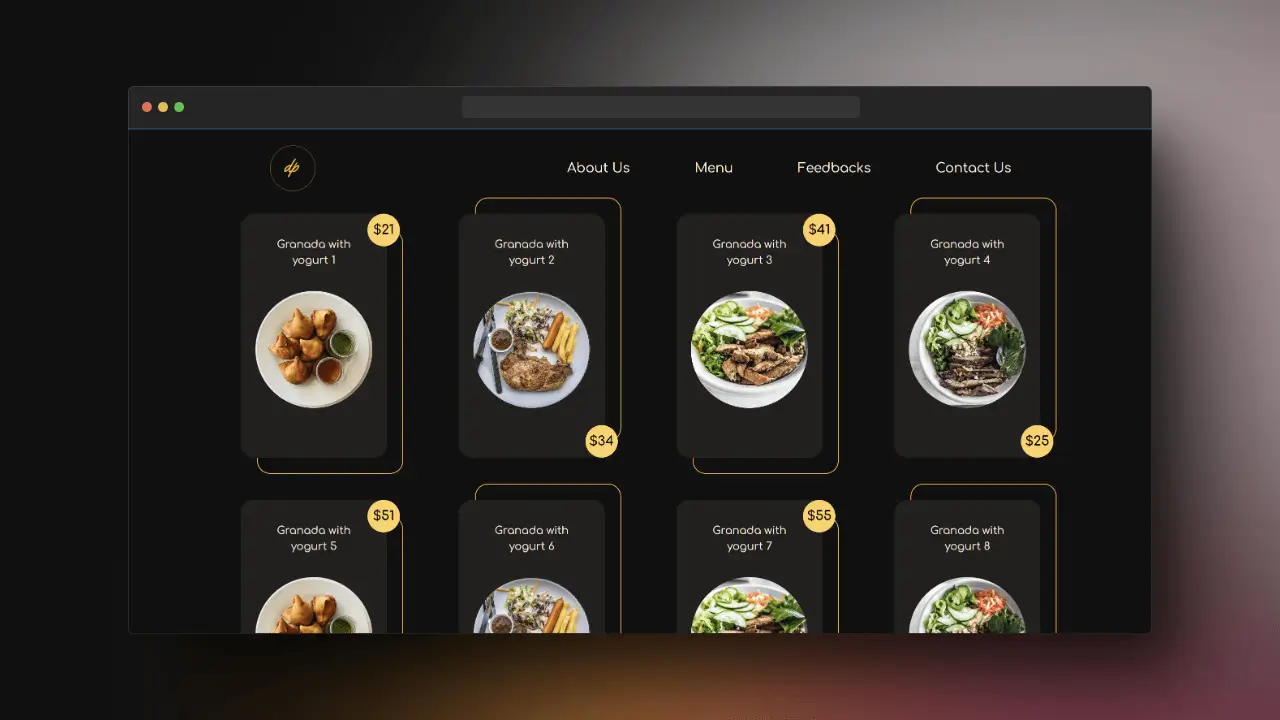 dp
About Us
Menu
Feedbacks
Contact Us
$21
Granada with
yogurt 1
Granada with
yogurt 2
$34
$41
Granada with
yogurt 3
Granada with
yogurt 4
$25
$51
Granada with
yogurt 5
Granada with
yogurt 6
$55
Granada with
yogurt 7
Granada with
yogurt 8